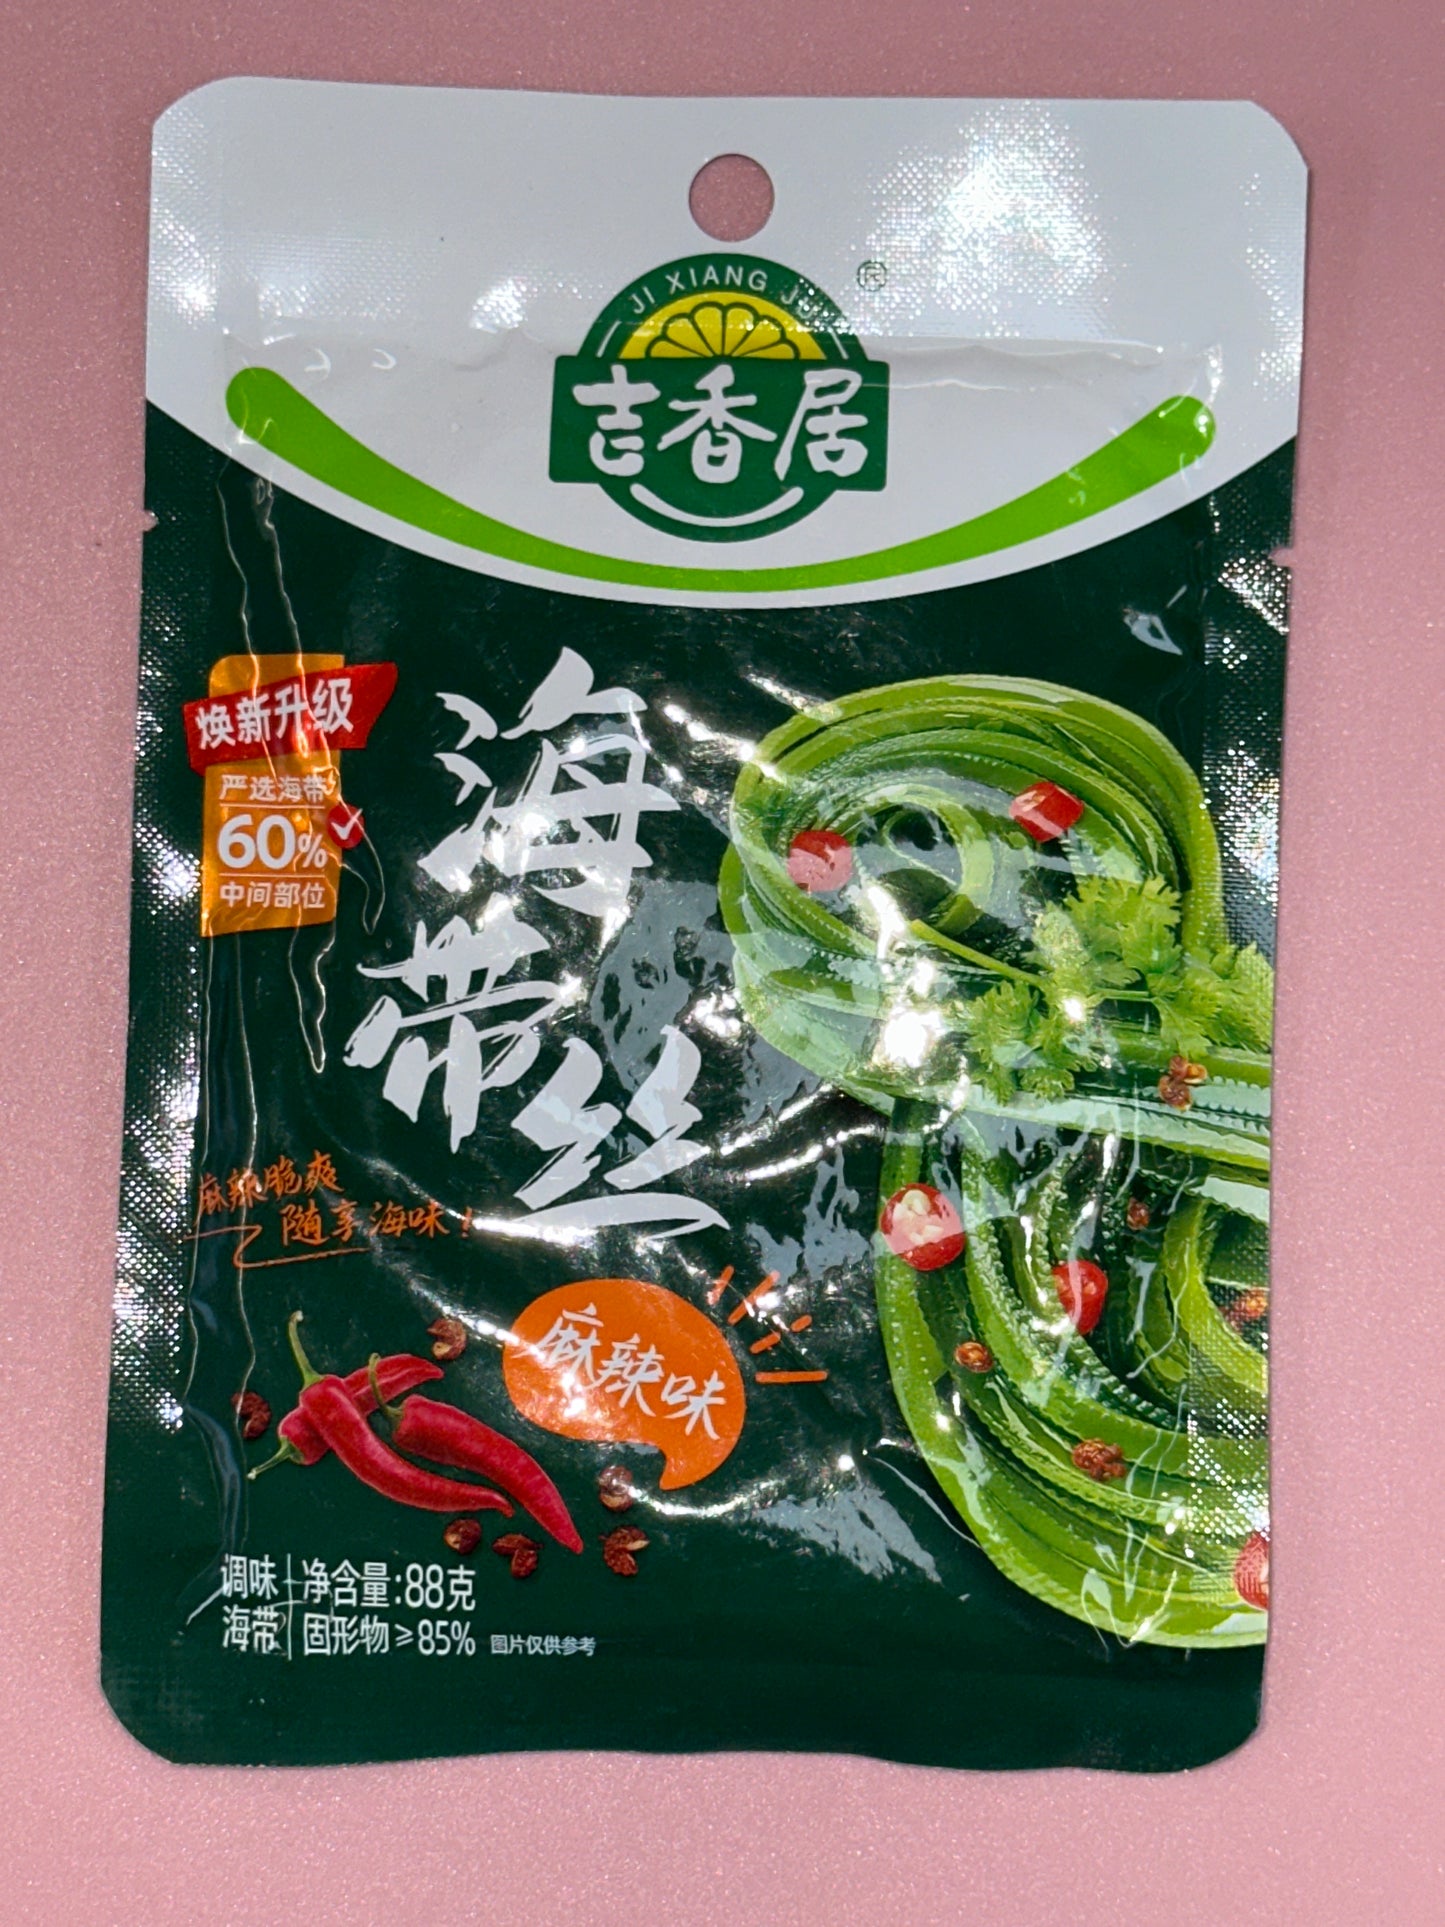 JI XIANG JU
®
吉香居
焕新升级
严选海带
60%
中间部位
海带丝
麻辣脆爽
随享海味！
麻辣味
调味海带
净含量:88克
固形物≥85%
图片仅供参考